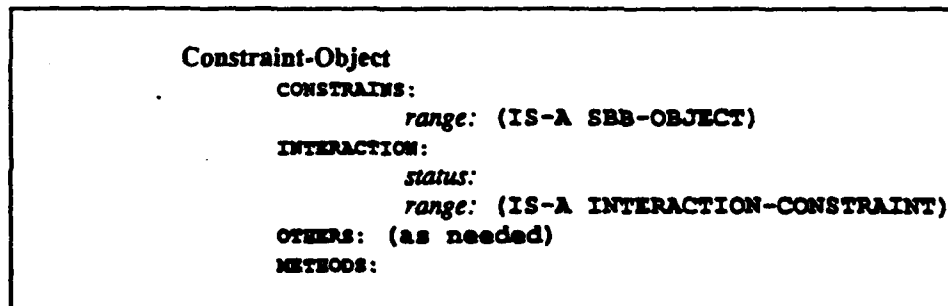 Constraint-Object
CONSTRAINS:
range: (IS-A SBB-OBJECT)
INTERACTION:
status:
range: (IS-A INTERACTION-CONSTRAINT)
OTHERS: (as needed)
METHODS: